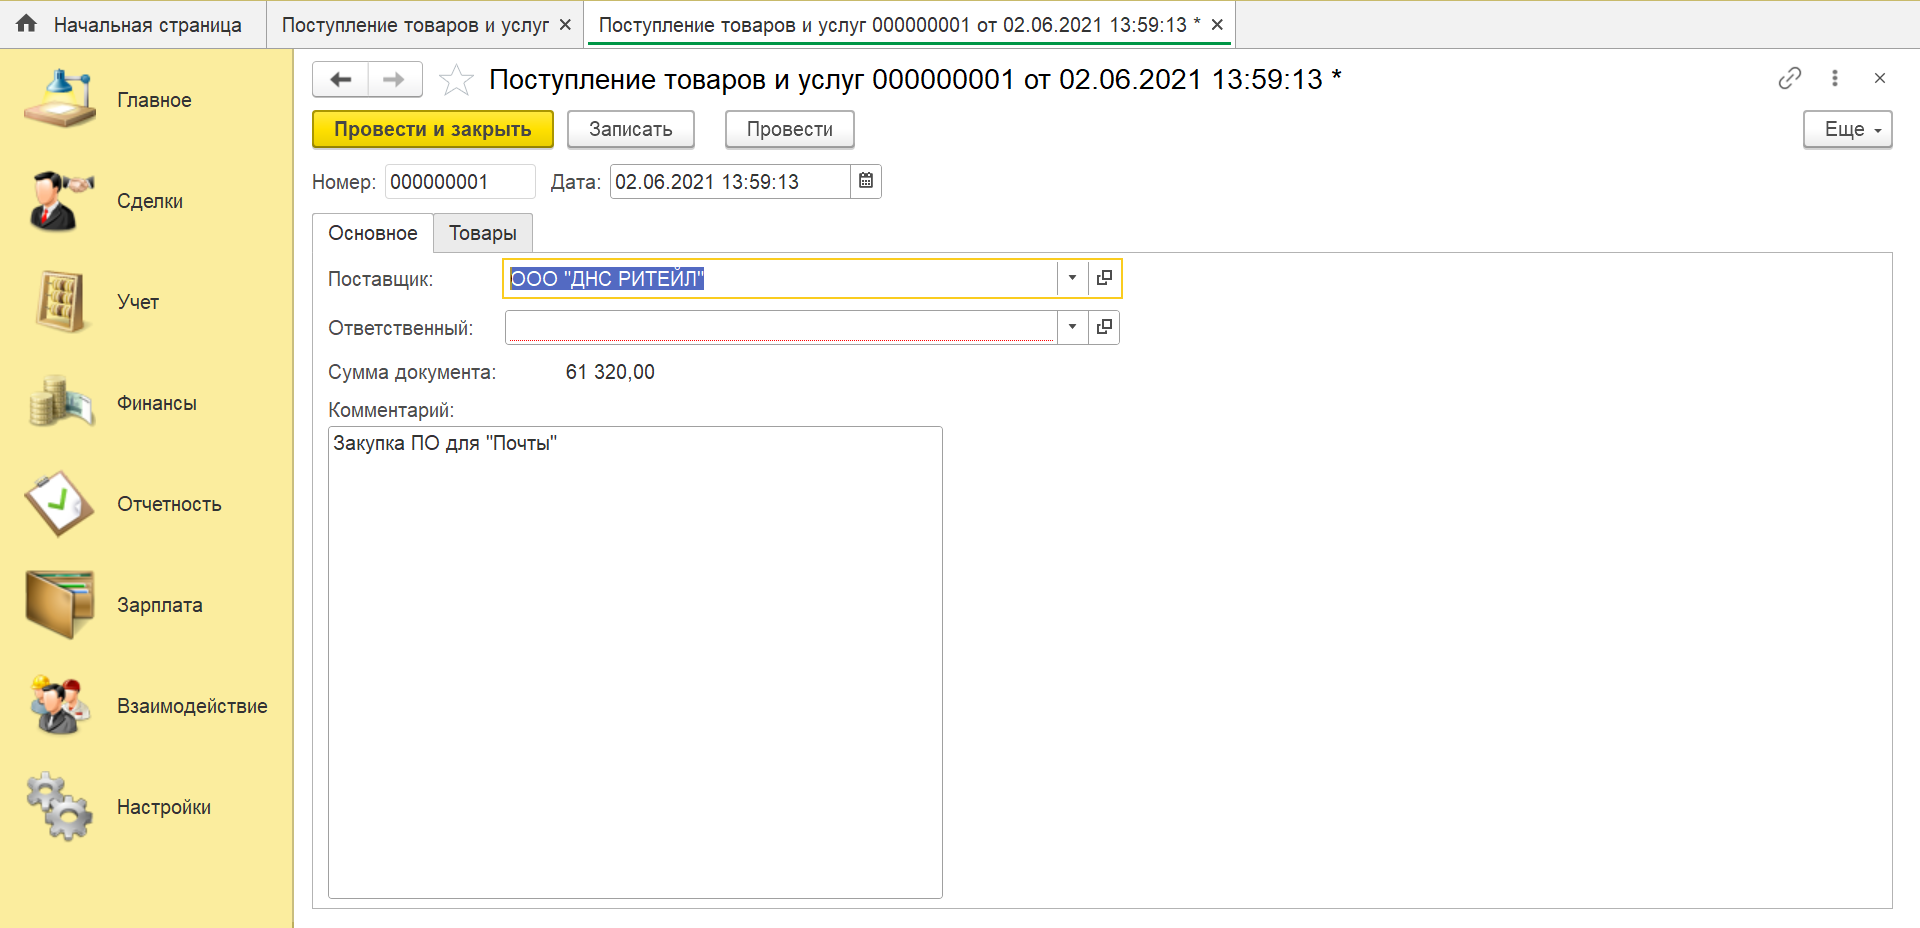 Начальная страница
Поступление товаров и услуг
Поступление товаров и услуг 000000001 от 02.06.2021 13:59:13 *
Поступление товаров и услуг 000000001 от 02.06.2021 13:59:13 *
Провести и закрыть
Записать
Провести
Еще
Номер: 000000001 Дата: 02.06.2021 13:59:13
Основное
Товары
Поставщик: ООО "ДНС РИТЕЙЛ"
Ответственный:
Сумма документа: 61 320,00
Комментарий:
Закупка ПО для "Почты"
Главное
Сделки
Учет
Финансы
Отчетность
Зарплата
Взаимодействие
Настройки